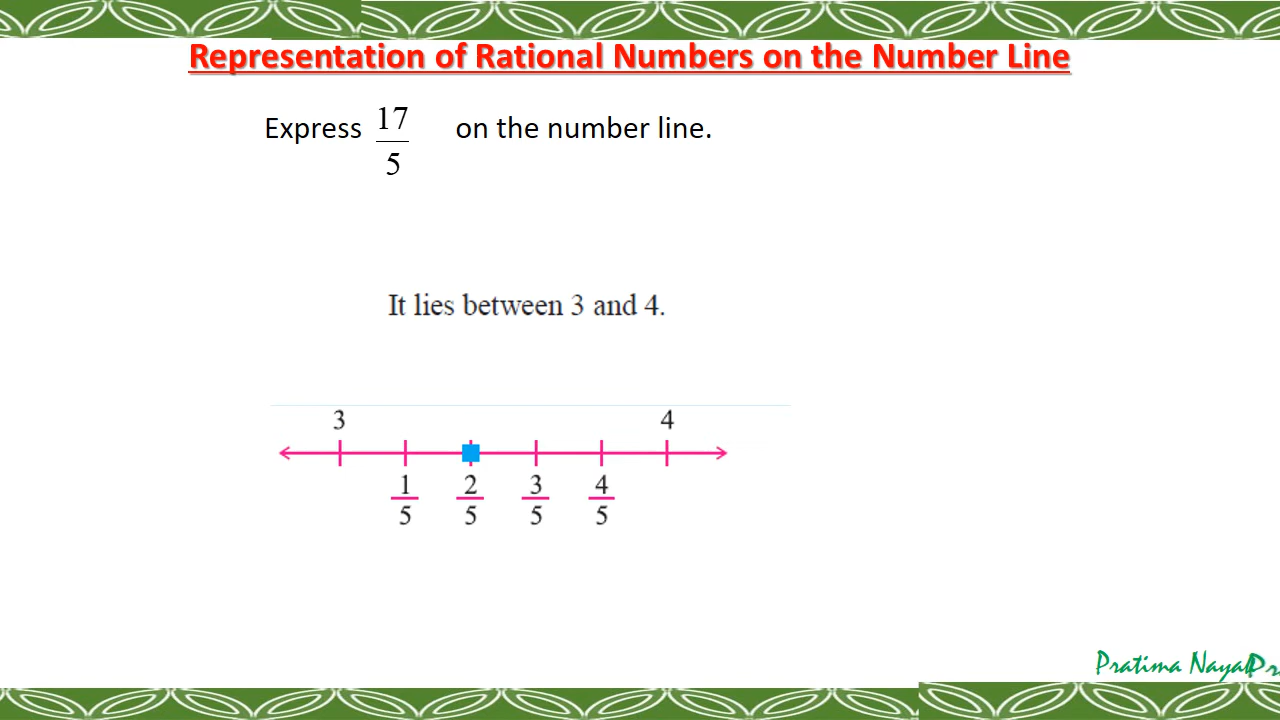 Representation of Rational Numbers on the Number Line
Express 17/5 on the number line.
It lies between 3 and 4.
3 4
1/5 2/5 3/5 4/5
Pratima